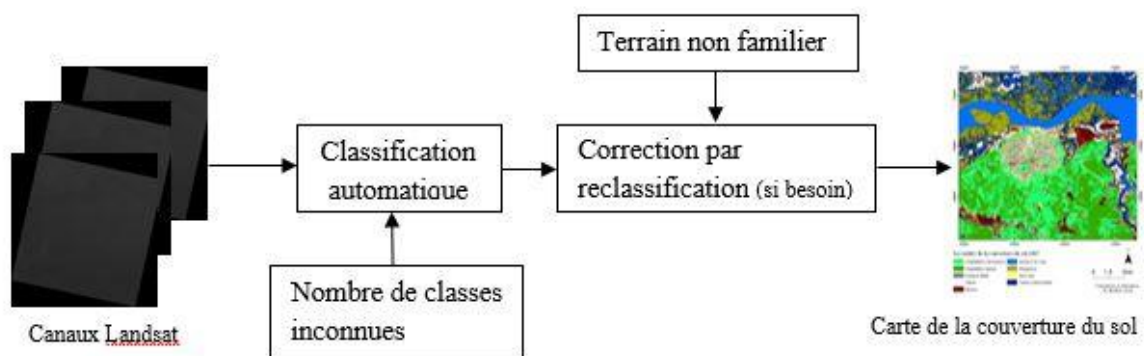 Terrain non familier
Classification
automatique
Correction par
reclassification (si besoin)
Nombre de classes
inconnues
Canaux Landsat
Carte de la couverture du sol